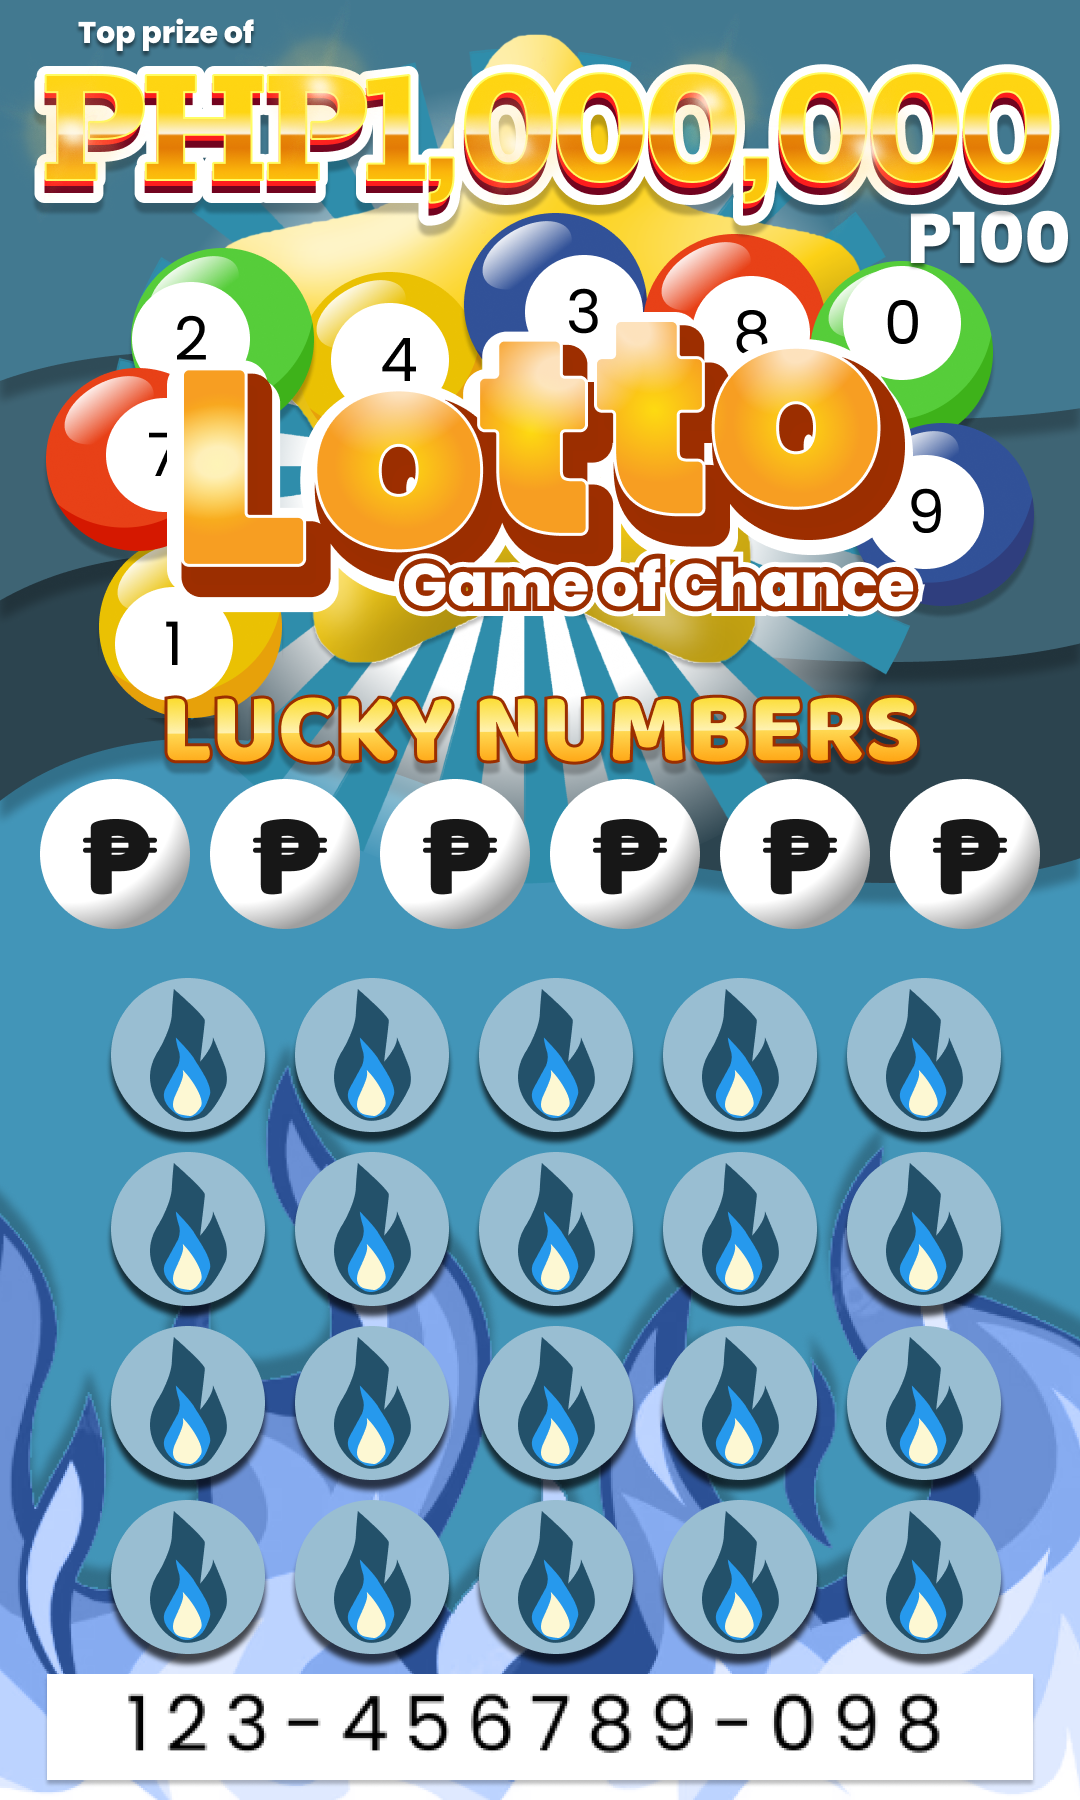 Top prize of
PHP1,000,000
P100
2 4 3 8 0
7 9
Lotto
Game of Chance
1
LUCKY NUMBERS
₱ ₱ ₱ ₱ ₱ ₱
123-456789-098